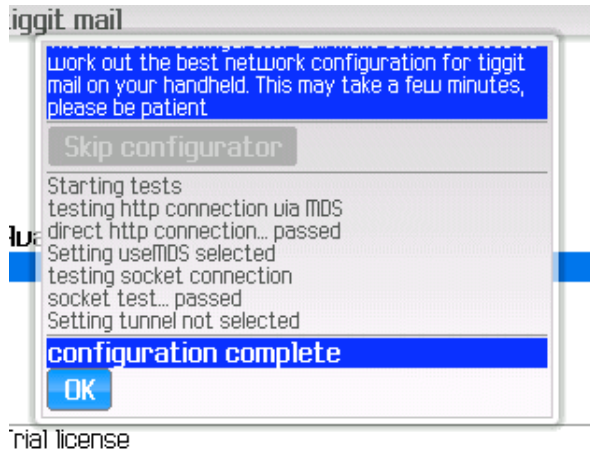 tiggit mail
work out the best network configuration for tiggit
mail on your handheld. This may take a few minutes,
please be patient
Skip configurator
Starting tests
testing http connection via MDS
direct http connection... passed
Setting useMDS selected
testing socket connection
socket test... passed
Setting tunnel not selected
configuration complete
OK
Trial license